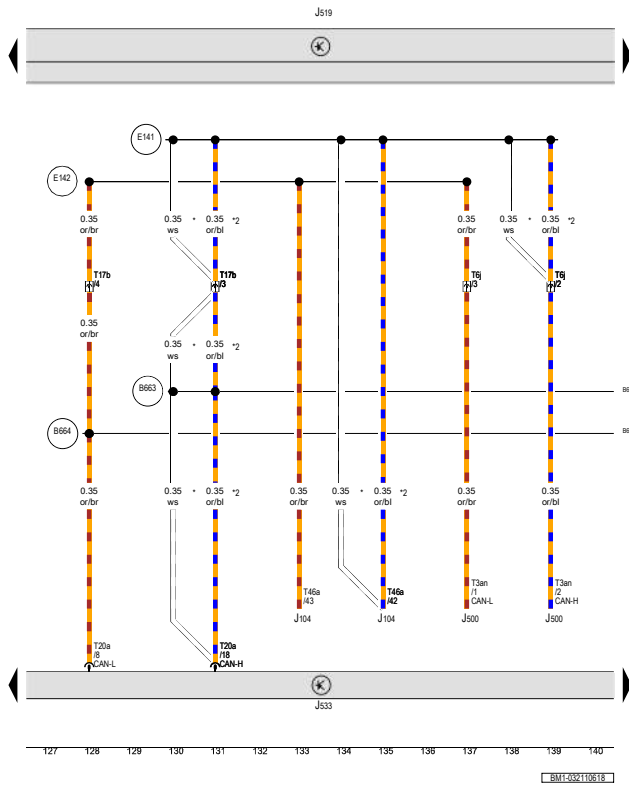 J519
E141
E142
0.35 0.35 * 0.35 *2 0.35 0.35 * 0.35 *2
or/br ws or/bl or/br ws or/bl
T17b T17b T6j T6j
/4 /3 /3 /2
0.35
or/br
0.35 * 0.35 *2
ws or/bl
B663
B664
0.35 0.35 * 0.35 *2 0.35 0.35 * 0.35 *2 0.35 0.35
or/br ws or/bl or/br ws or/bl or/br or/bl
T46a T46a T3an T3an
/43 /42 /1 /2
CAN-L CAN-H
J104 J104 J500 J500
T20a T20a
/8 /18
CAN-L CAN-H
J533
127 128 129 130 131 132 133 134 135 136 137 138 139 140
BM1-032110618